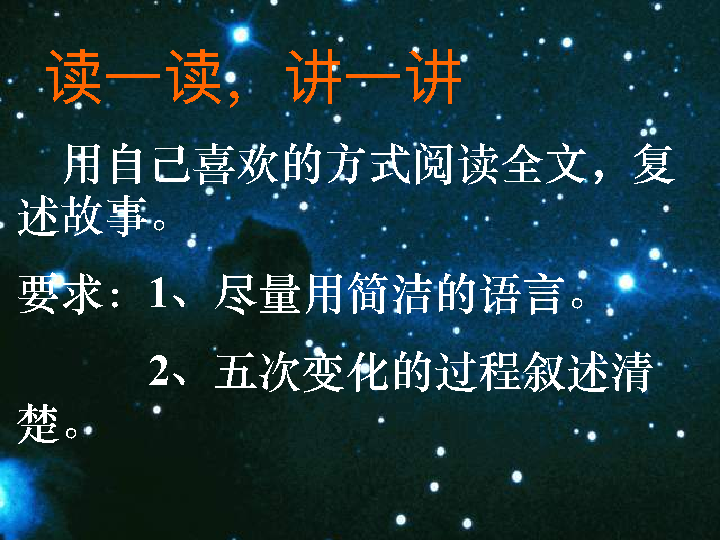 读一读，讲一讲
用自己喜欢的方式阅读全文，复
述故事。
要求：1、尽量用简洁的语言。
2、五次变化的过程叙述清
楚。